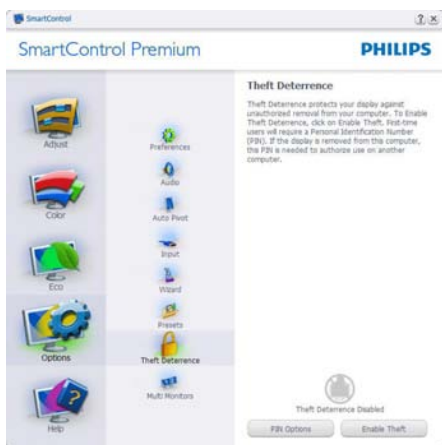 SmartControl
SmartControl Premium
PHILIPS
Adjust
Color
Eco
Options
Help
Preferences
Audio
Auto Pivot
Input
Wizard
Presets
Theft Deterrence
Multi Monitors
Theft Deterrence
Theft Deterrence protects your display against
unauthorized removal from your computer. To Enable
Theft Deterrence, click on Enable Theft. First-time
users will require a Personal Identification Number
(PIN). If the display is removed from this computer,
the PIN is needed to authorize use on another
computer.
Theft Deterrence Disabled
PIN Options
Enable Theft